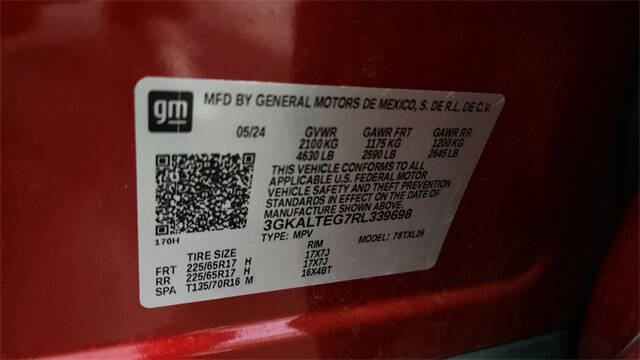 gm
MFD BY GENERAL MOTORS DE MEXICO, S. DE R.L. DE C.V.
05/24 GVWR GAWR FRT GAWR RR
2100 KG 1175 KG 1200 KG
4630 LB 2590 LB 2645 LB
THIS VEHICLE CONFORMS TO ALL
APPLICABLE U.S. FEDERAL MOTOR
VEHICLE SAFETY AND THEFT PREVENTION
STANDARDS IN EFFECT ON THE DATE OF
MANUFACTURE SHOWN ABOVE.
3GKALTEG7RL339698
170H TYPE: MPV MODEL: 78TXL26
TIRE SIZE RIM
FRT 225/65R17 H 17X7J
RR 225/65R17 H 17X7J
SPA T135/70R16 M 16X4BT